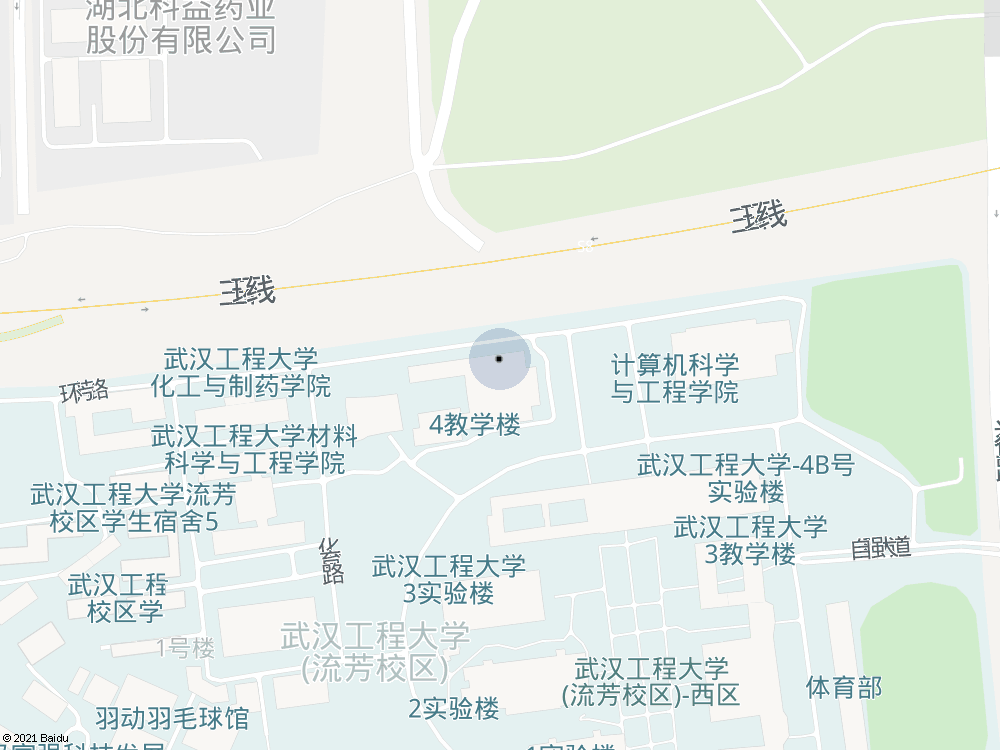 湖北科益药业
股份有限公司
三环线
S3
三环线
武汉工程大学
化工与制药学院
计算机科学
与工程学院
环号路
4教学楼
武汉工程大学材料
科学与工程学院
武汉工程大学-4B号
实验楼
武汉工程大学流芳
校区学生宿舍5
武汉工程大学
3教学楼
自强大道
化育路
武汉工程大学
3实验楼
武汉工程
校区学
1号楼
武汉工程大学
(流芳校区)
武汉工程大学
(流芳校区)-西区
体育部
2实验楼
羽动羽毛球馆
1实验楼
© 2021 Baidu